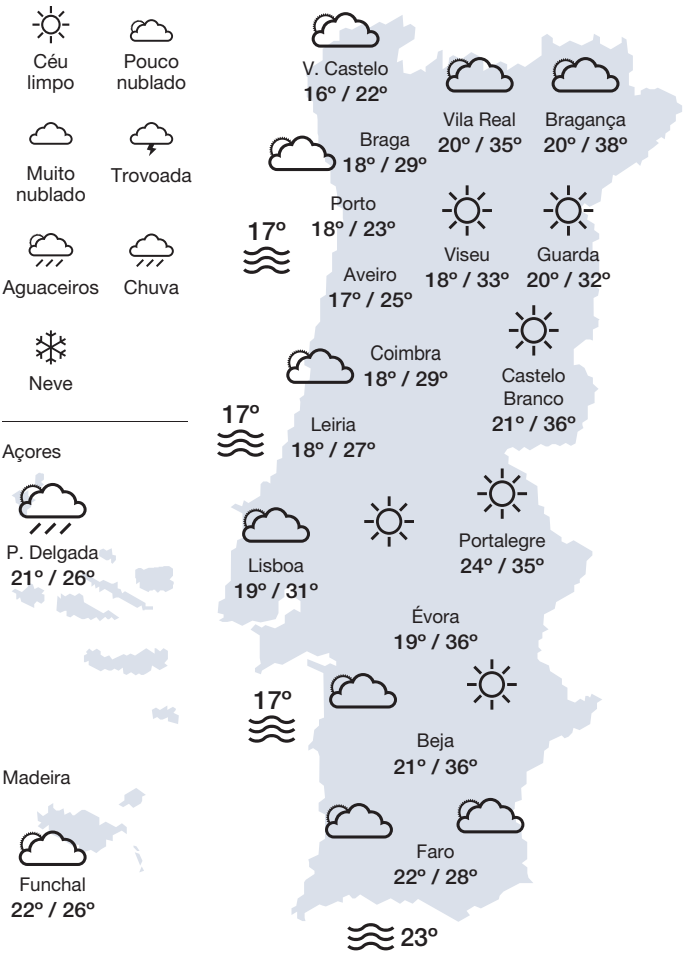 Céu
limpo
Pouco
nublado
Muito
nublado
Trovoada
Aguaceiros
Chuva
Neve
Açores
P. Delgada
21º / 26º
Madeira
Funchal
22º / 26º
V. Castelo
16º / 22º
Vila Real
20º / 35º
Bragança
20º / 38º
Braga
18º / 29º
Porto
18º / 23º
17º
Viseu
18º / 33º
Guarda
20º / 32º
Aveiro
17º / 25º
Coimbra
18º / 29º
Castelo
Branco
21º / 36º
17º
Leiria
18º / 27º
Lisboa
19º / 31º
Portalegre
24º / 35º
Évora
19º / 36º
17º
Beja
21º / 36º
Faro
22º / 28º
23º